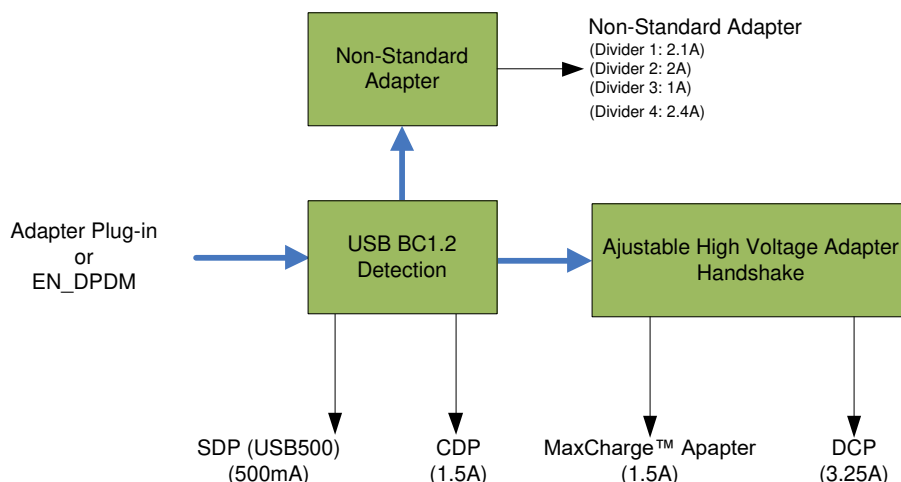 Non-Standard
Adapter
Non-Standard Adapter
(Divider 1: 2.1A)
(Divider 2: 2A)
(Divider 3: 1A)
(Divider 4: 2.4A)
Adapter Plug-in
or
EN_DPDM
USB BC1.2
Detection
Ajustable High Voltage Adapter
Handshake
SDP (USB500)
(500mA)
CDP
(1.5A)
MaxCharge™ Apapter
(1.5A)
DCP
(3.25A)